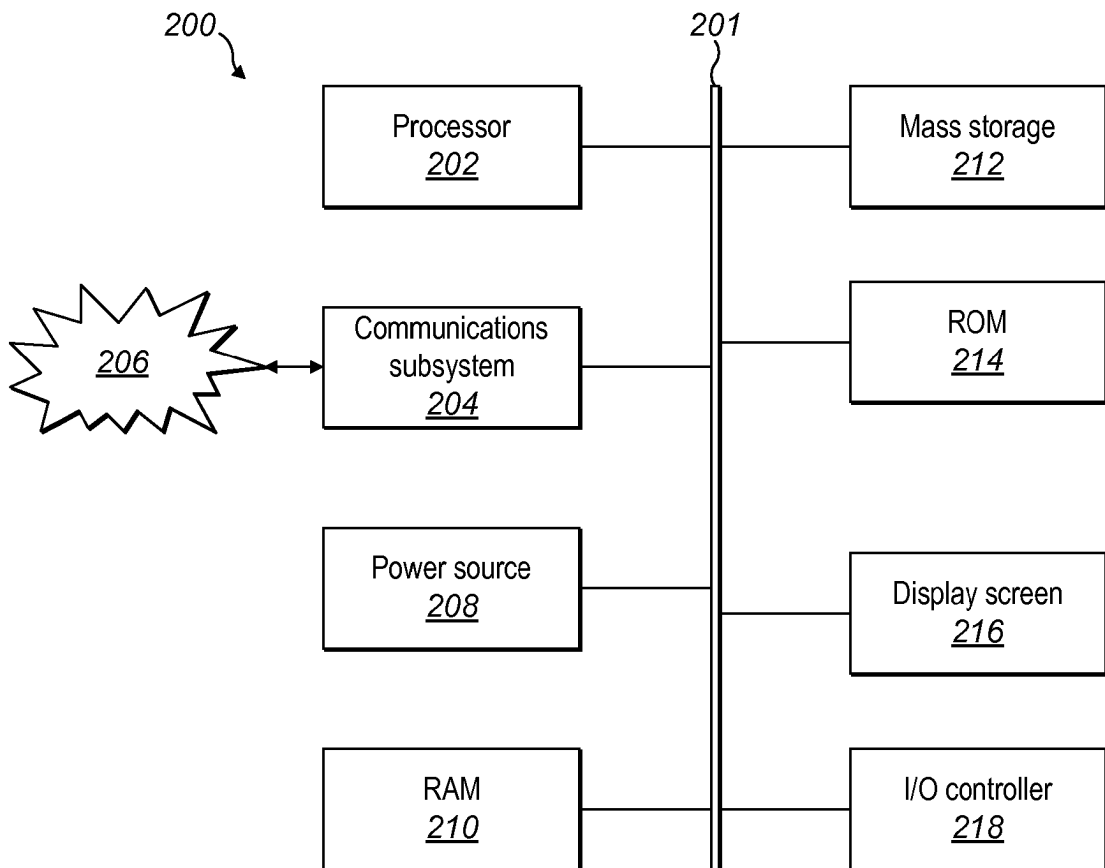 200
201
Processor
202
Mass storage
212
206
Communications
subsystem
204
ROM
214
Power source
208
Display screen
216
RAM
210
I/O controller
218